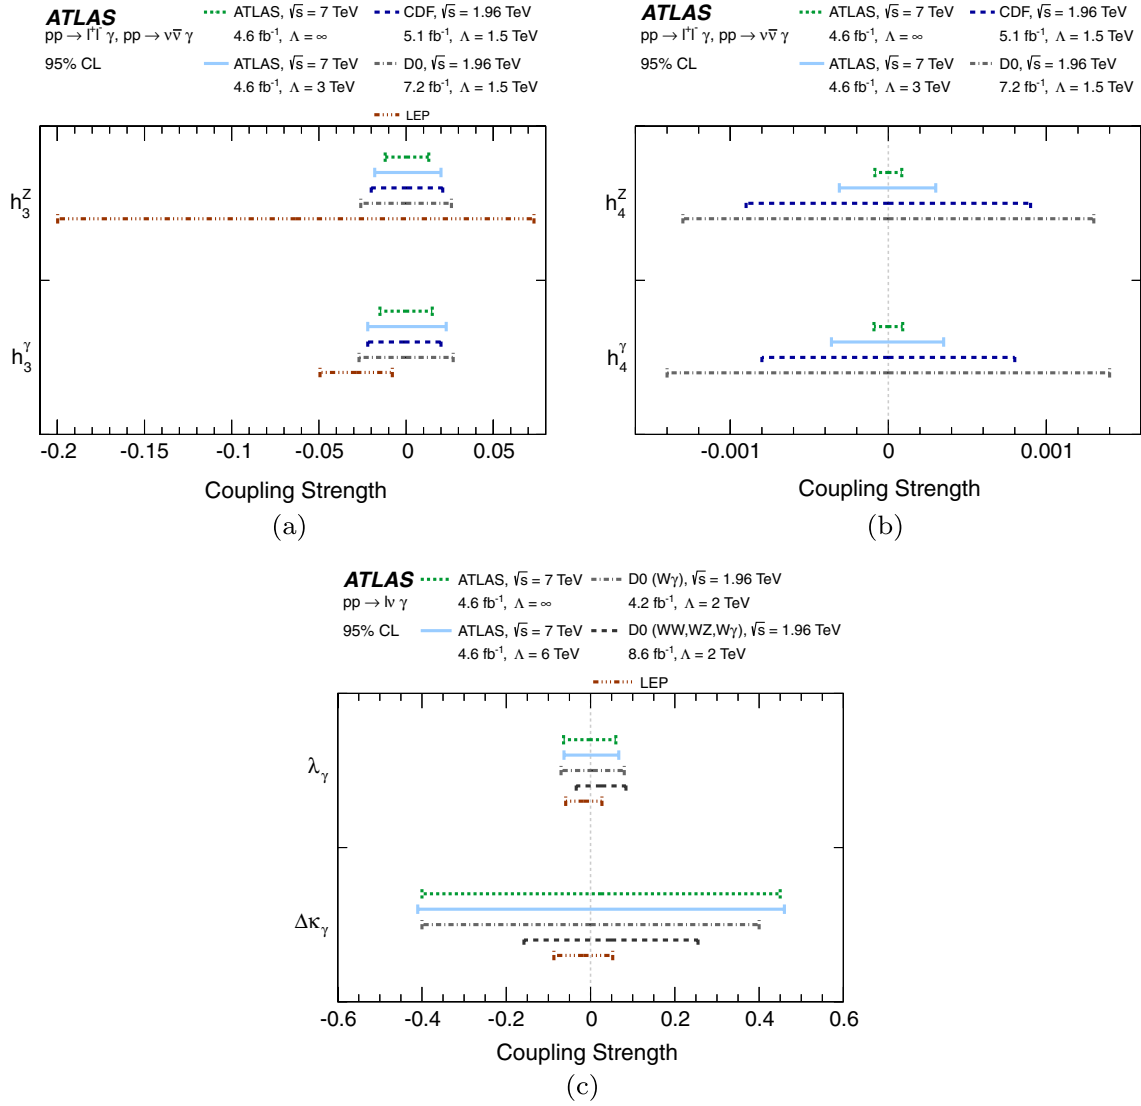 ATLAS
pp → l⁺l⁻ γ, pp → νν̅ γ
95% CL
ATLAS, √s = 7 TeV
4.6 fb⁻¹, Λ = ∞
ATLAS, √s = 7 TeV
4.6 fb⁻¹, Λ = 3 TeV
CDF, √s = 1.96 TeV
5.1 fb⁻¹, Λ = 1.5 TeV
D0, √s = 1.96 TeV
7.2 fb⁻¹, Λ = 1.5 TeV
LEP
h₃ᶻ
h₃ᵞ
-0.2 -0.15 -0.1 -0.05 0 0.05
Coupling Strength
(a)
ATLAS
pp → l⁺l⁻ γ, pp → νν̅ γ
95% CL
ATLAS, √s = 7 TeV
4.6 fb⁻¹, Λ = ∞
ATLAS, √s = 7 TeV
4.6 fb⁻¹, Λ = 3 TeV
CDF, √s = 1.96 TeV
5.1 fb⁻¹, Λ = 1.5 TeV
D0, √s = 1.96 TeV
7.2 fb⁻¹, Λ = 1.5 TeV
h₄ᶻ
h₄ᵞ
-0.001 0 0.001
Coupling Strength
(b)
ATLAS
pp → lν γ
95% CL
ATLAS, √s = 7 TeV
4.6 fb⁻¹, Λ = ∞
ATLAS, √s = 7 TeV
4.6 fb⁻¹, Λ = 6 TeV
D0 (Wγ), √s = 1.96 TeV
4.2 fb⁻¹, Λ = 2 TeV
D0 (WW,WZ,Wγ), √s = 1.96 TeV
8.6 fb⁻¹, Λ = 2 TeV
LEP
λᵧ
Δκᵧ
-0.6 -0.4 -0.2 0 0.2 0.4 0.6
Coupling Strength
(c)